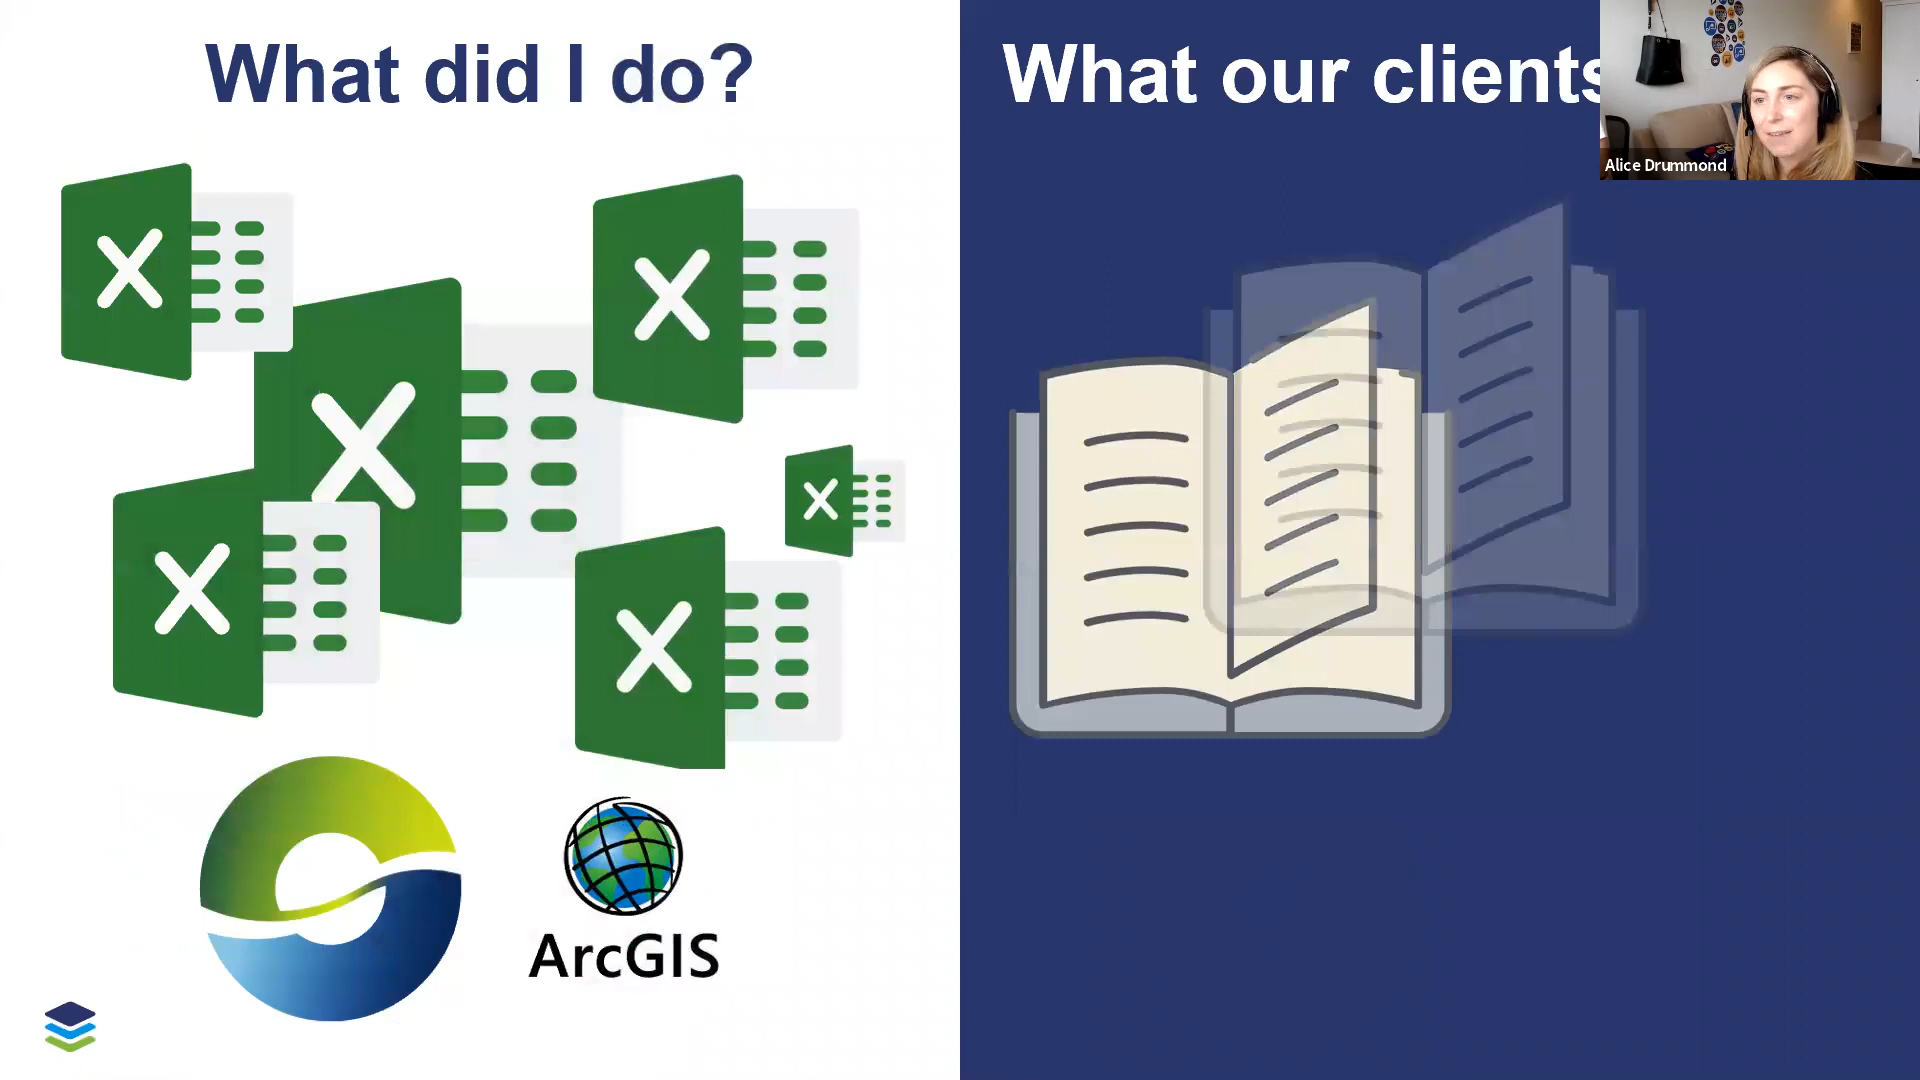 What did I do?
What our clients
Alice Drummond
ArcGIS